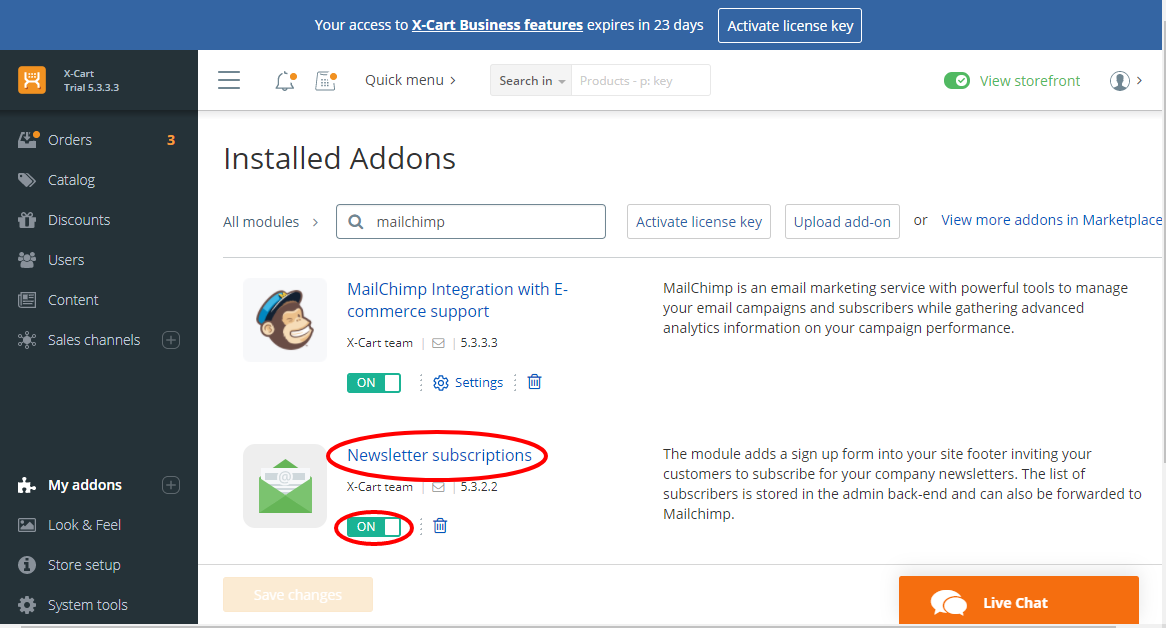 Your access to X-Cart Business features expires in 23 days
Activate license key
X-Cart
Trial 5.3.3.3
Quick menu
Search in
Products - p: key
View storefront
Orders
3
Catalog
Discounts
Users
Content
Sales channels
My addons
Look & Feel
Store setup
System tools
Installed Addons
All modules
mailchimp
Activate license key
Upload add-on
or
View more addons in Marketplace
MailChimp Integration with E-
commerce support
X-Cart team
5.3.3.3
ON
Settings
MailChimp is an email marketing service with powerful tools to manage
your email campaigns and subscribers while gathering advanced
analytics information on your campaign performance.
@
Newsletter subscriptions
X-Cart team
5.3.2.2
ON
The module adds a sign up form into your site footer inviting your
customers to subscribe for your company newsletters. The list of
subscribers is stored in the admin back-end and can also be forwarded to
Mailchimp.
Save changes
Live Chat